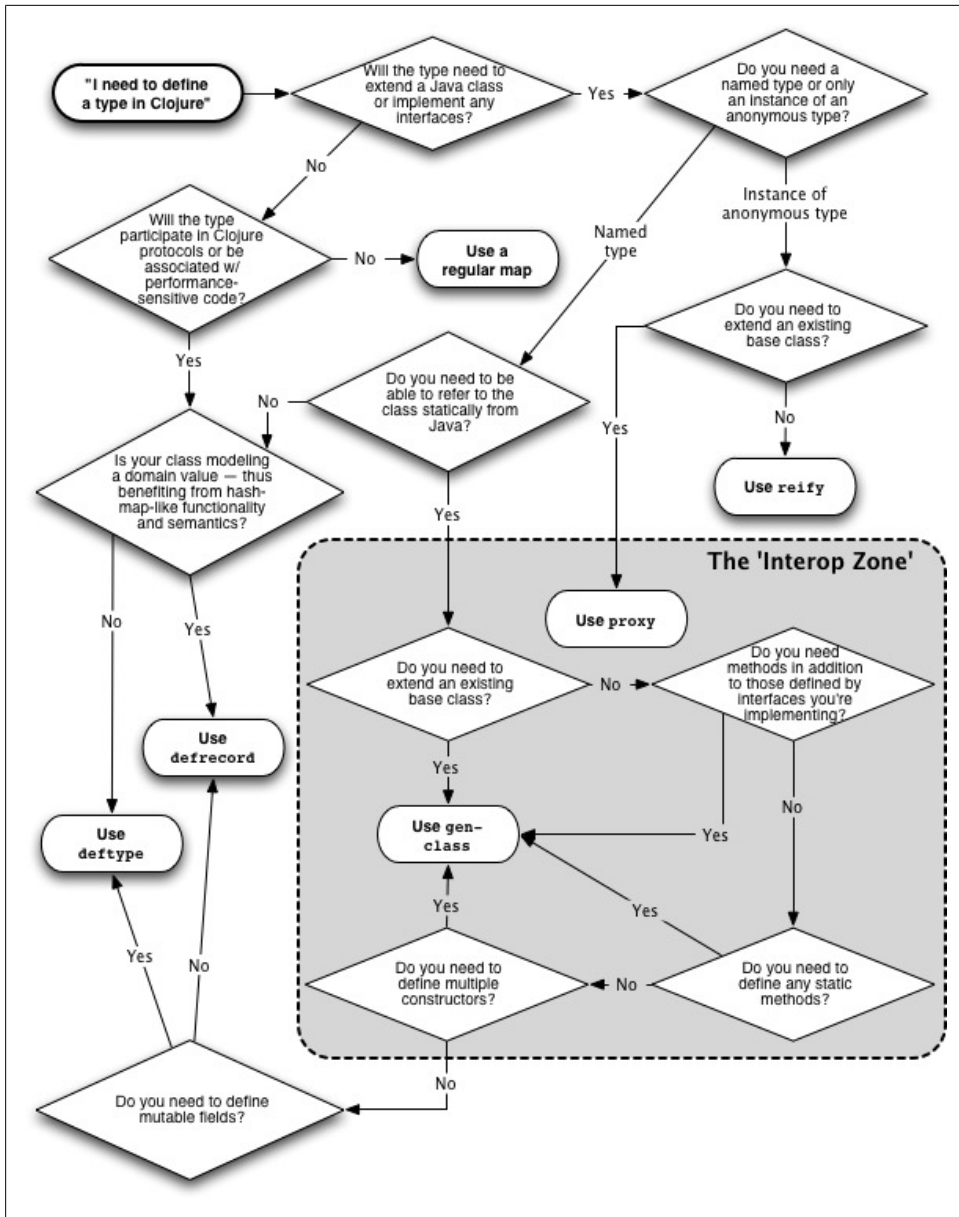 "I need to define
a type in Clojure"
Will the type need to
extend a Java class
or implement any
interfaces?
Yes
Do you need a
named type or only
an instance of an
anonymous type?
No
Instance of
anonymous type
Named
type
Will the type
participate in Clojure
protocols or be
associated w/
performance-
sensitive code?
No
Use a
regular map
Do you need to
extend an existing
base class?
Yes
Do you need to be
able to refer to the
class statically from
Java?
No
Yes
No
Is your class modeling
a domain value — thus
benefiting from hash-
map-like functionality
and semantics?
Use reify
Yes
The 'Interop Zone'
No
Yes
Use proxy
Do you need to
extend an existing
base class?
No
Do you need
methods in addition
to those defined by
interfaces you're
implementing?
Use
defrecord
Yes
No
Use
deftype
Use gen-
class
Yes
Yes
Yes
Yes
No
Do you need to
define multiple
constructors?
No
Do you need to
define any static
methods?
No
Do you need to define
mutable fields?